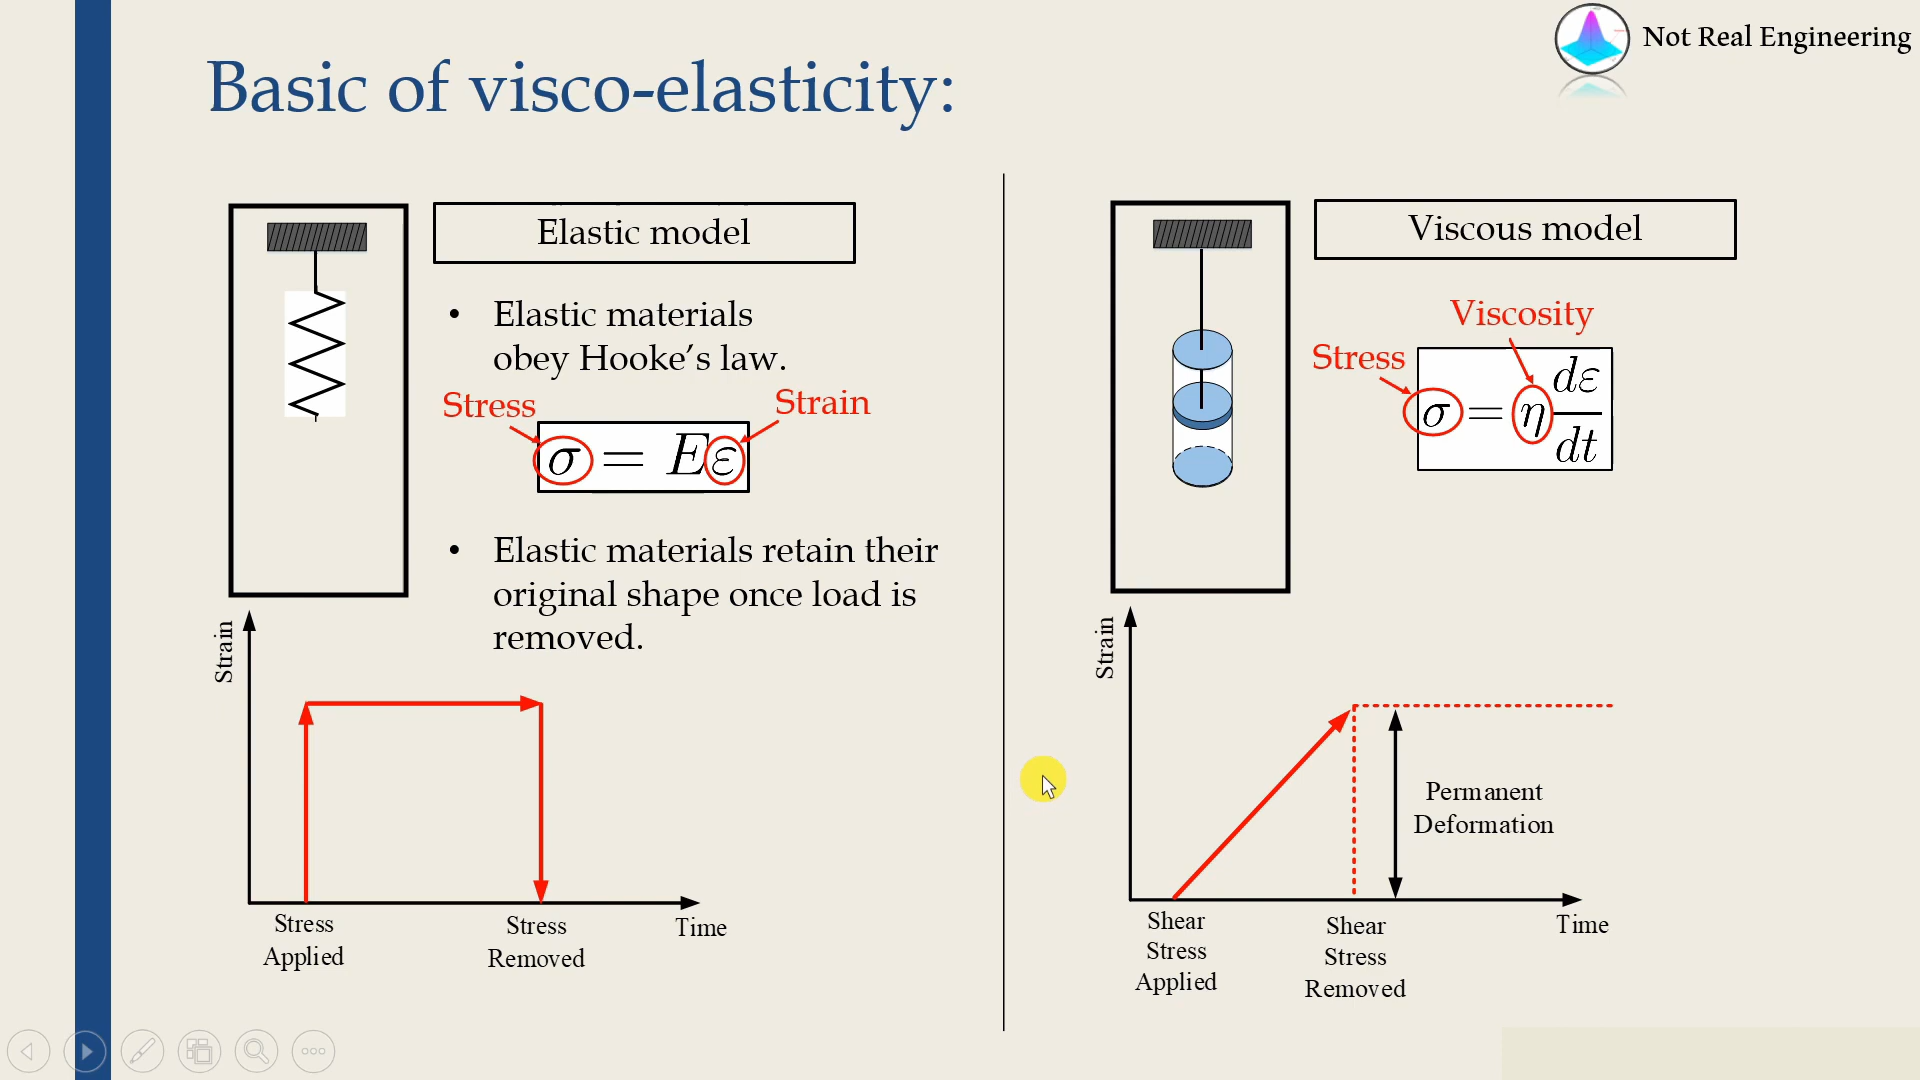 Not Real Engineering
Basic of visco-elasticity:
Elastic model
• Elastic materials
obey Hooke’s law.
Stress
Strain
σ = Eε
• Elastic materials retain their
original shape once load is
removed.
Strain
Stress
Applied
Stress
Removed
Time
Viscous model
Viscosity
Stress
σ = η dε/dt
Strain
Permanent
Deformation
Shear
Stress
Applied
Shear
Stress
Removed
Time